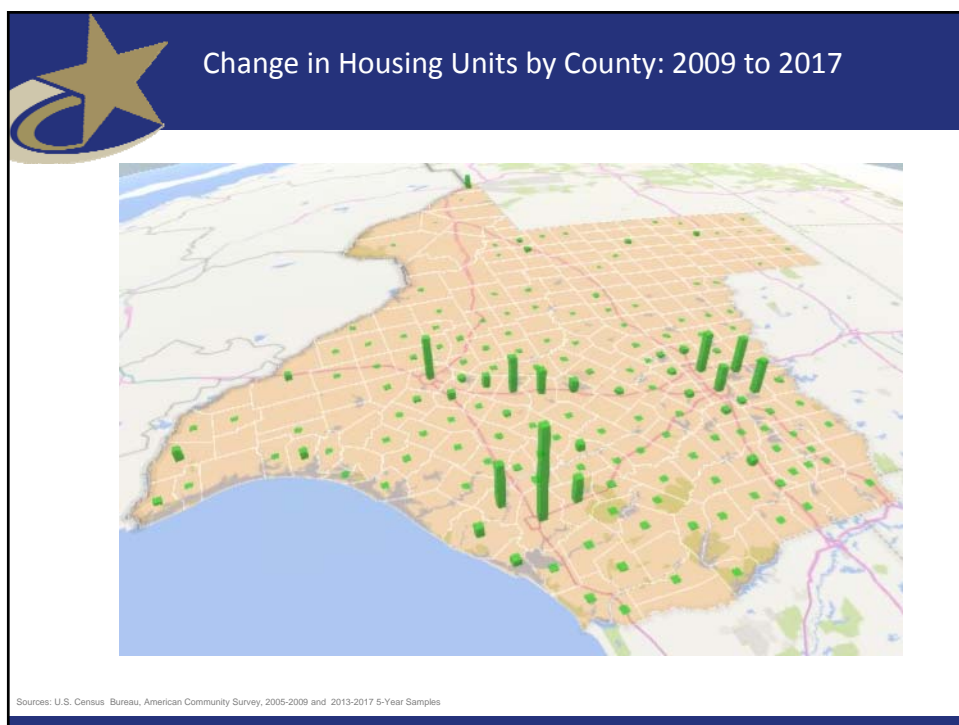 Change in Housing Units by County: 2009 to 2017
Sources: U.S. Census Bureau, American Community Survey, 2005-2009 and 2013-2017 5-Year Samples